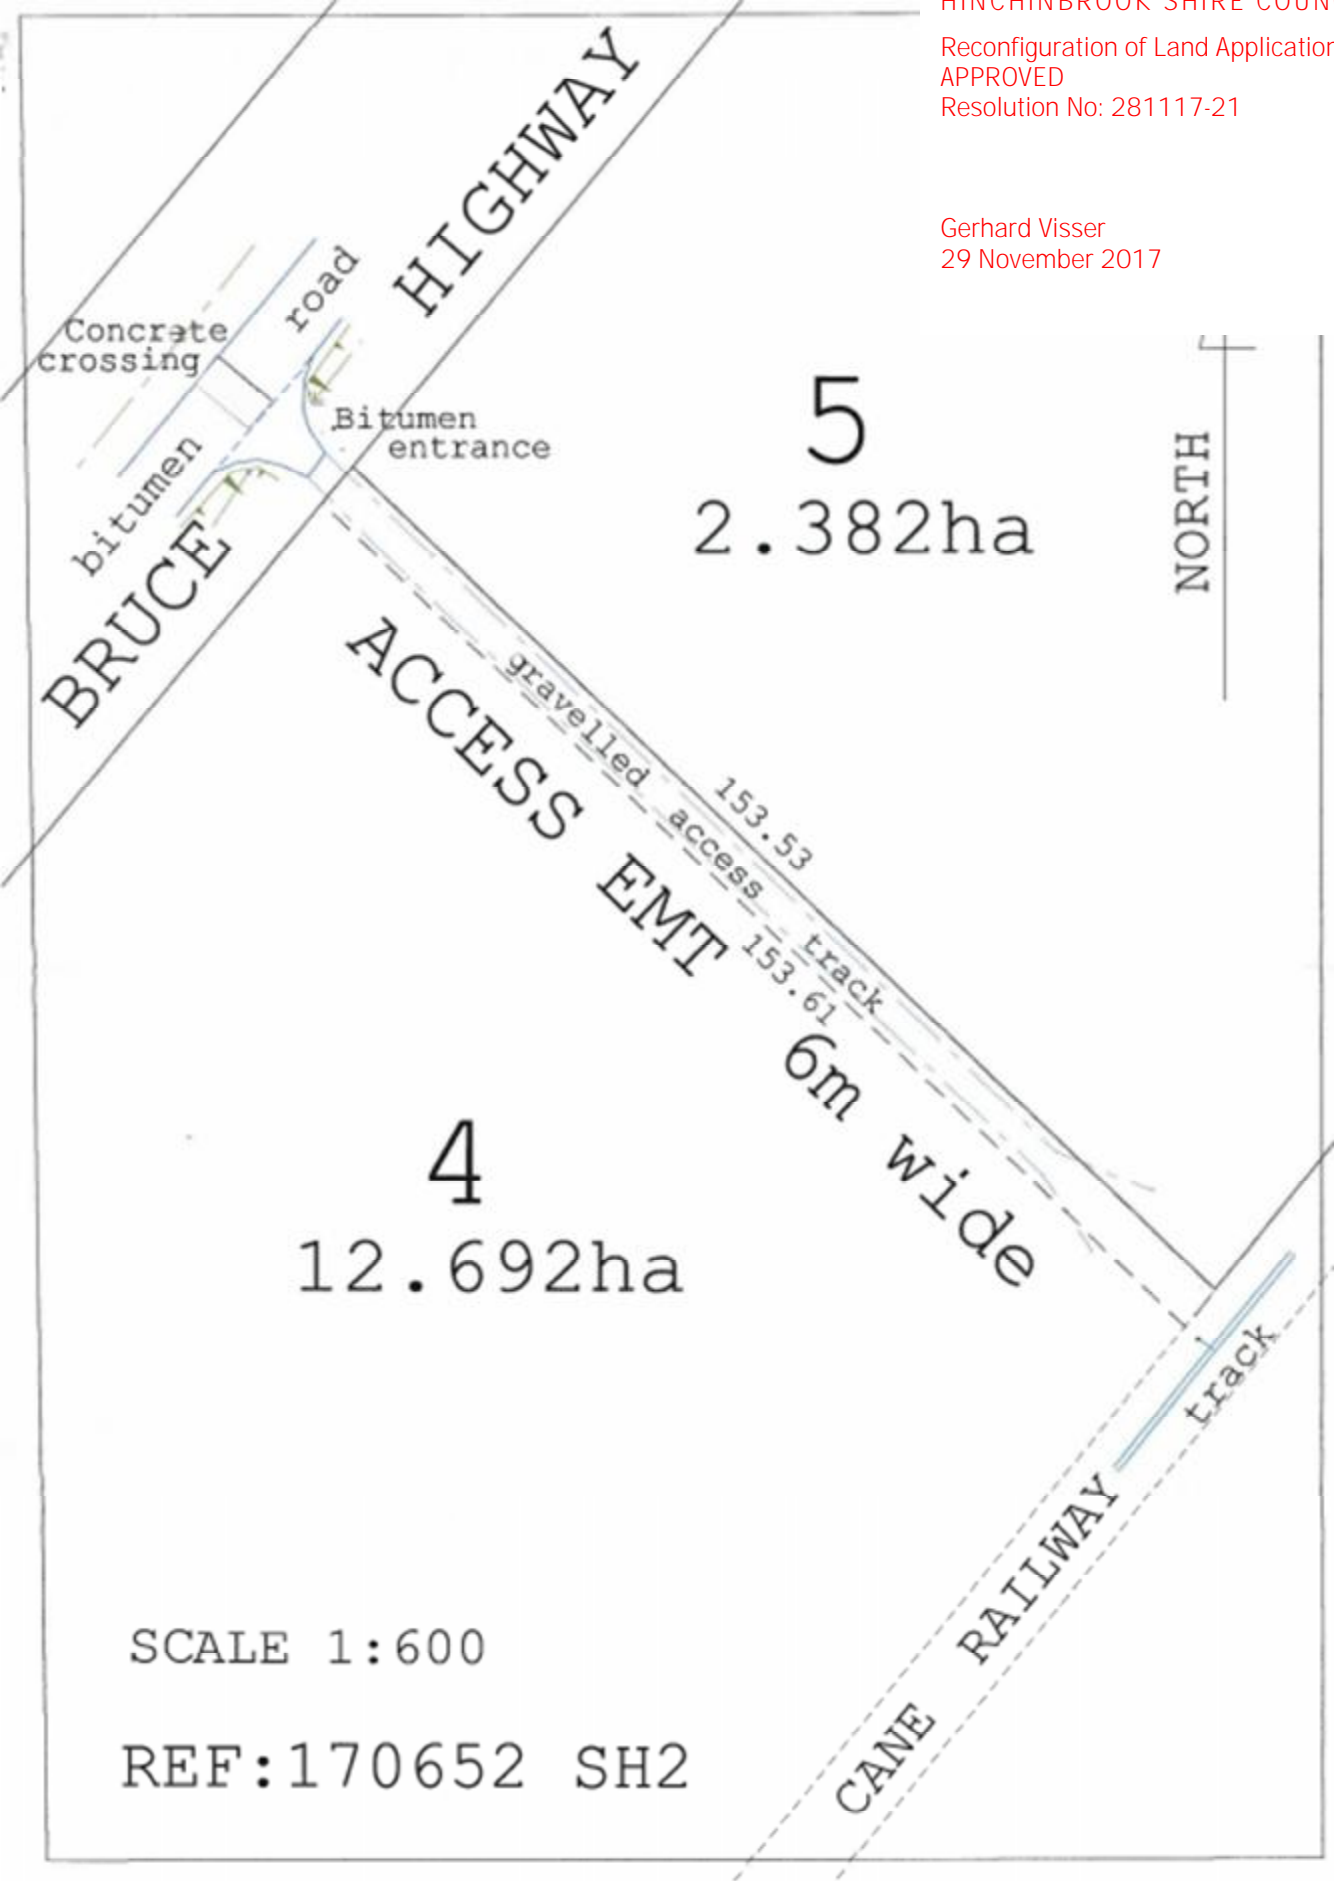 HINCHINBROOK SHIRE
Reconfiguration of Land Application
APPROVED
Resolution No: 281117-21
Gerhard Visser
29 November 2017
BRUCE HIGHWAY
bitumen road
Concrete
crossing
Bitumen
entrance
5
2.382ha
NORTH
gravelled access track
153.53
153.61
ACCESS EMT 6m wide
4
12.692ha
track
CANE RAILWAY
SCALE 1:600
REF:170652 SH2